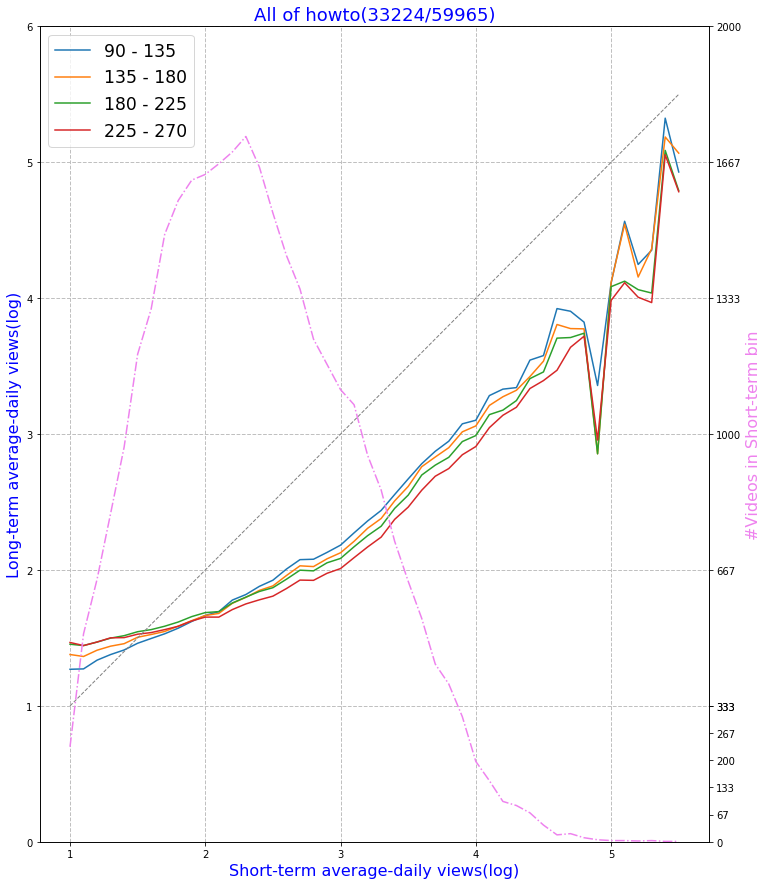 All of howto(33224/59965)
90 - 135
135 - 180
180 - 225
225 - 270
Long-term average-daily views(log)
6
5
4
3
2
1
0
1
2
3
4
5
Short-term average-daily views(log)
2000
1667
1333
1000
667
333
267
200
133
67
0
#Videos in Short-term bin